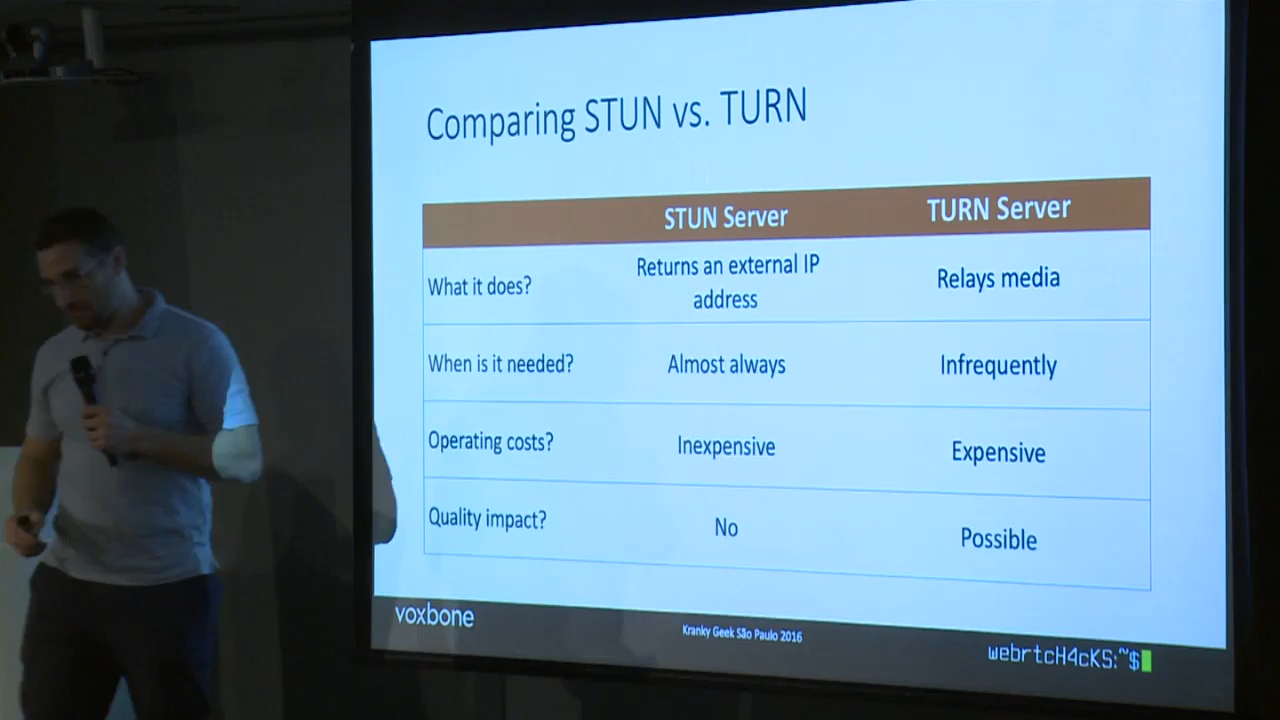 Comparing STUN vs. TURN
STUN Server TURN Server
What it does? Returns an external IP address Relays media
When is it needed? Almost always Infrequently
Operating costs? Inexpensive Expensive
Quality impact? No Possible
voxbone
Kranky Geek São Paulo 2016
webrtcH4cKS:~$